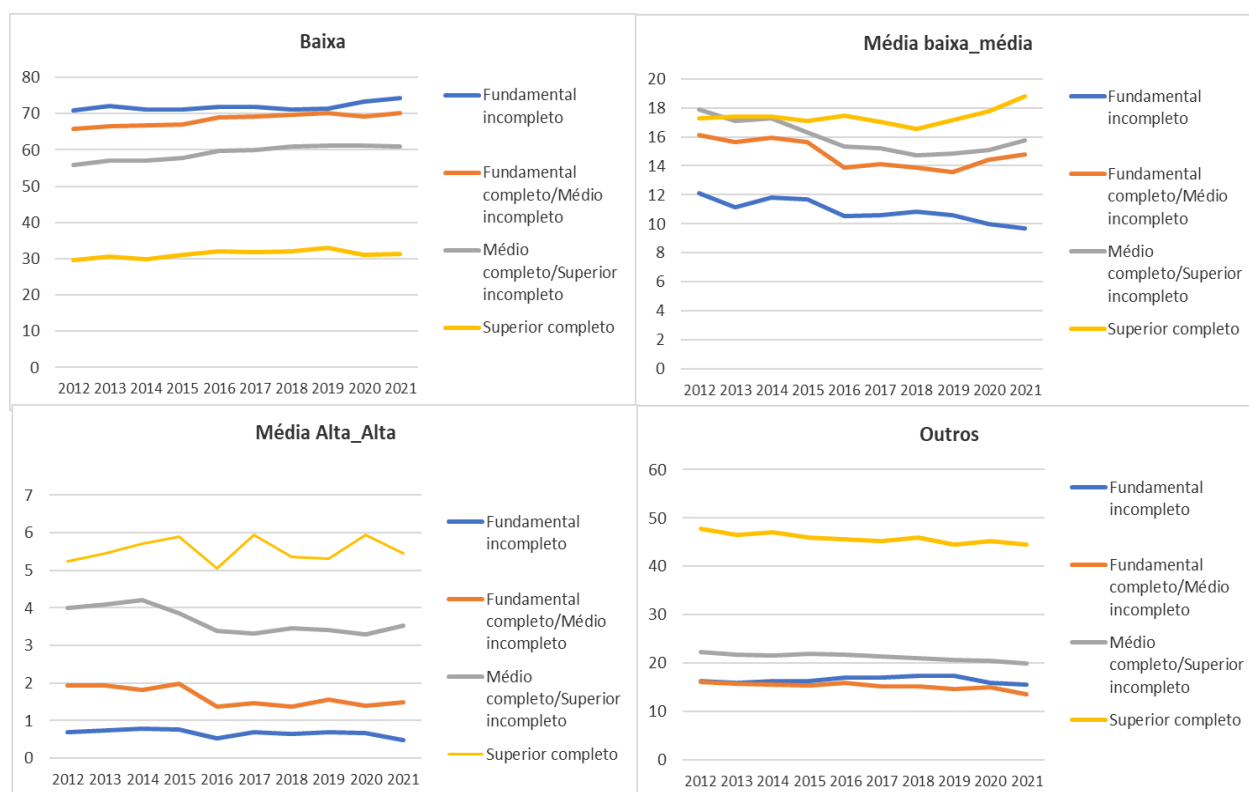 Baixa
80
70
60
50
40
30
20
10
0
2012 2013 2014 2015 2016 2017 2018 2019 2020 2021
Fundamental
incompleto
Fundamental
completo/Médio
incompleto
Médio
completo/Superior
incompleto
Superior completo
Média baixa_média
20
18
16
14
12
10
8
6
4
2
0
2012 2013 2014 2015 2016 2017 2018 2019 2020 2021
Fundamental
incompleto
Fundamental
completo/Médio
incompleto
Médio
completo/Superior
incompleto
Superior completo
Média Alta_Alta
7
6
5
4
3
2
1
0
2012 2013 2014 2015 2016 2017 2018 2019 2020 2021
Fundamental
incompleto
Fundamental
completo/Médio
incompleto
Médio
completo/Superior
incompleto
Superior completo
Outros
60
50
40
30
20
10
0
2012 2013 2014 2015 2016 2017 2018 2019 2020 2021
Fundamental
incompleto
Fundamental
completo/Médio
incompleto
Médio
completo/Superior
incompleto
Superior completo